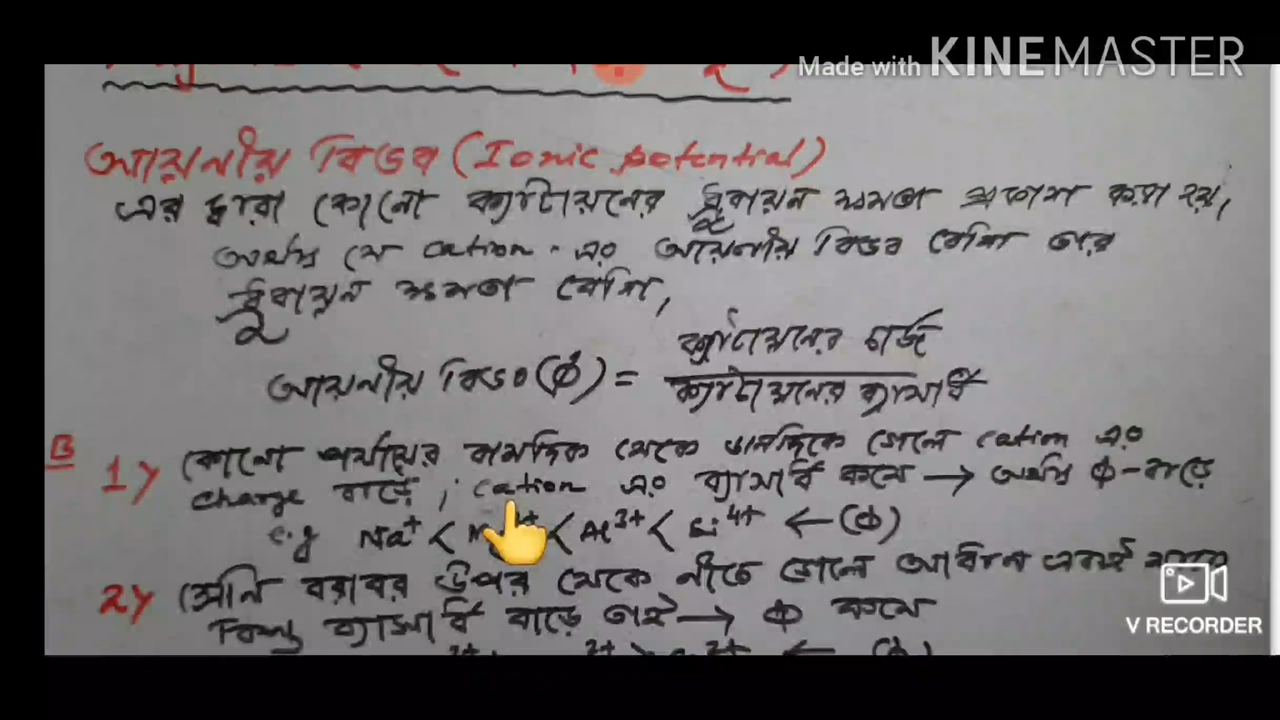 Made with KINEMASTER
আয়নীয় বিভব (Ionic potential)
এর দ্বারা কোনো ক্যাটায়নের ধ্রুবায়ন ক্ষমতা প্রকাশ করা হয়,
অর্থাৎ যে cation - এর আয়নীয় বিভব বেশি তার
ধ্রুবায়ন ক্ষমতা বেশি,
ক্যাটায়নের চার্জ
আয়নীয় বিভব (ϕ) =
ক্যাটায়নের ব্যাসার্ধ
B
1) কোনো পর্যায়ের বামদিক থেকে ডানদিকে গেলে cation এর
charge বাড়ে ; cation এর ব্যাসার্ধ কমে → অর্থাৎ ϕ - বাড়ে
e.g Na⁺ < < Al³⁺ < Si⁴⁺ ← (ϕ)
2) শ্রেনি বরাবর উপর থেকে নীচে গেলে আধান একই
কিন্তু ব্যাসার্ধ বাড়ে তাই → ϕ কমে
V RECORDER